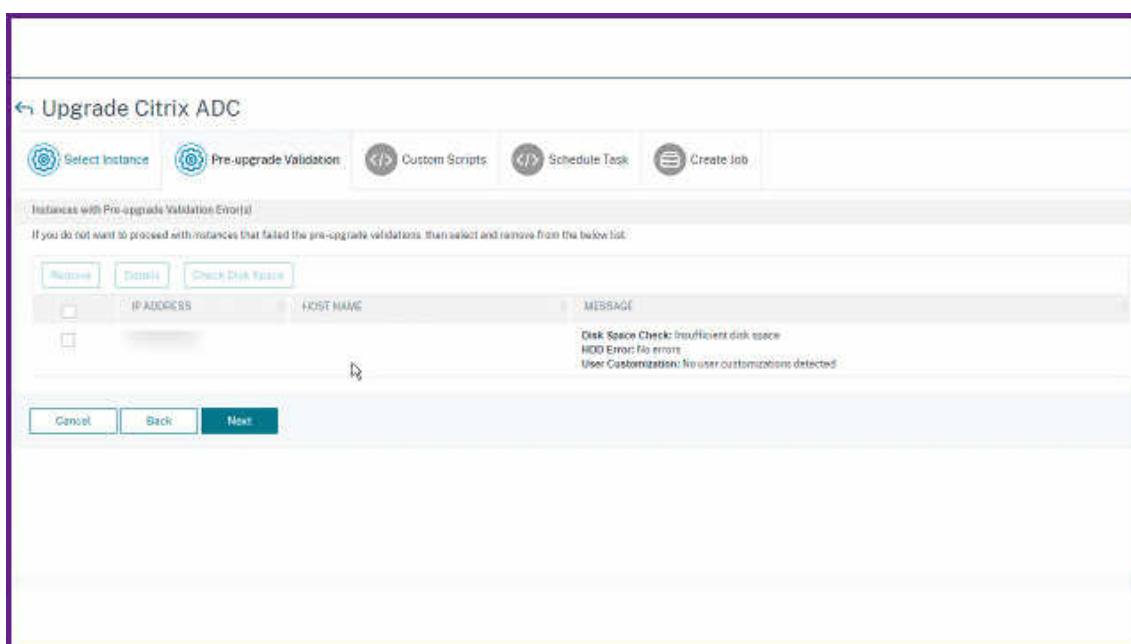 Upgrade Citrix ADC
Select Instance
Pre-upgrade Validation
Custom Scripts
Schedule Task
Create Job
Instances with Pre-upgrade Validation Error(s)
If you do not want to proceed with instances that failed the pre-upgrade validations, then select and remove from the below list.
Remove Details Check Disk Space
IP ADDRESS HOST NAME MESSAGE
Disk Space Check: Insufficient disk space
HDD Error: No errors
User Customization: No user customizations detected
Cancel Back Next